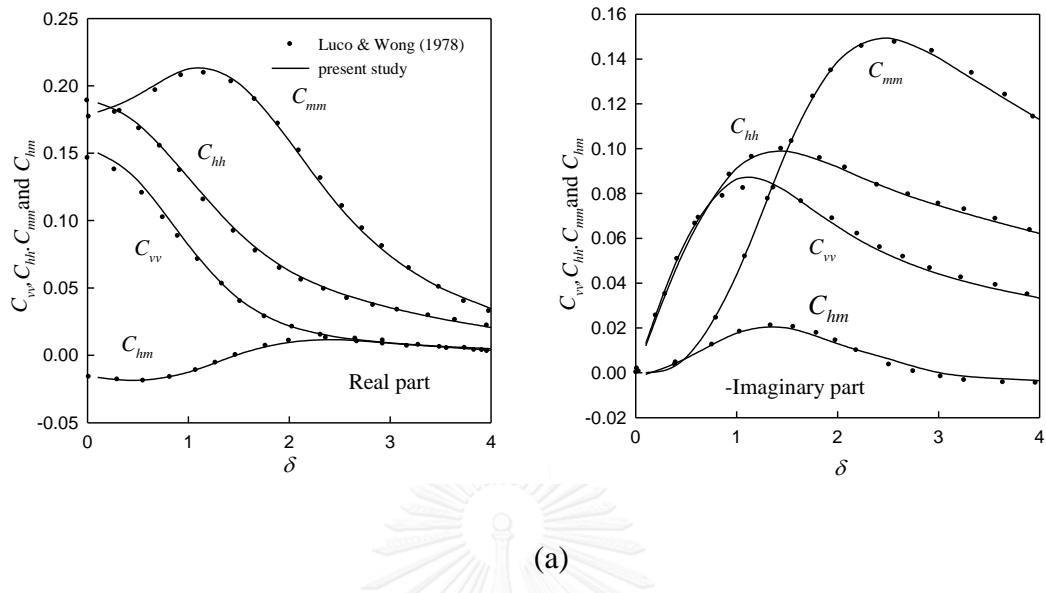 C_vv, C_hh. C_mm and C_hm
0.25
0.20
0.15
0.10
0.05
0.00
-0.05
Luco & Wong (1978)
present study
C_mm
C_hh
C_vv
C_hm
Real part
0 1 2 3 4
δ
C_vv, C_hh. C_mm and C_hm
0.16
0.14
0.12
0.10
0.08
0.06
0.04
0.02
0.00
-0.02
C_mm
C_hh
C_vv
C_hm
-Imaginary part
0 1 2 3 4
δ
(a)